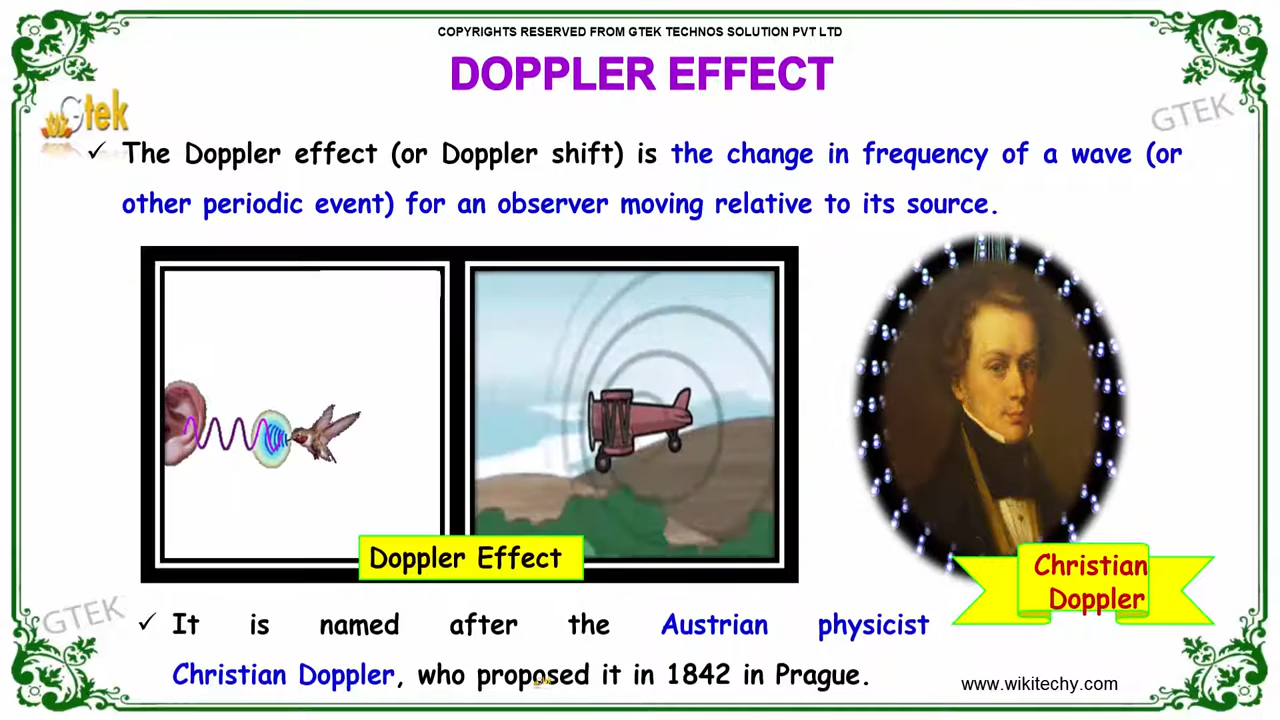 COPYRIGHTS RESERVED FROM GTEK TECHNOS SOLUTION PVT LTD
DOPPLER EFFECT
Gtek
GTEK
✓ The Doppler effect (or Doppler shift) is the change in frequency of a wave (or
other periodic event) for an observer moving relative to its source.
Doppler Effect
Christian
Doppler
GTEK
✓ It is named after the Austrian physicist
Christian Doppler, who proposed it in 1842 in Prague.
www.wikitechy.com